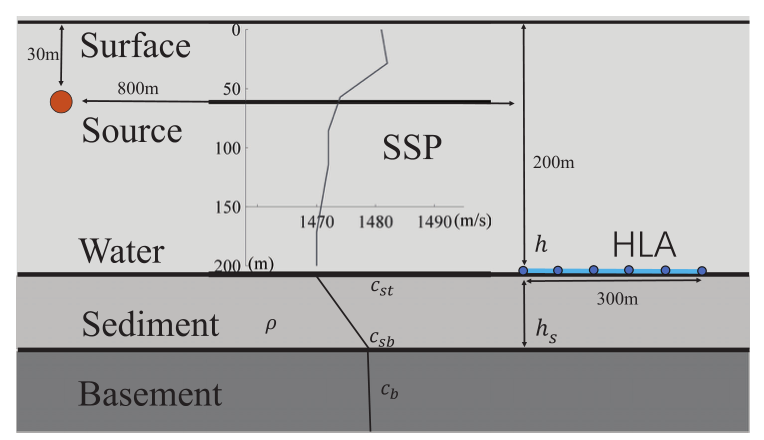 0
Surface
30m
50
800m
Source
SSP
100
200m
150
1470 1480 1490(m/s)
Water
h
HLA
200 (m)
c_st
300m
Sediment
ρ
h_s
c_sb
Basement
c_b